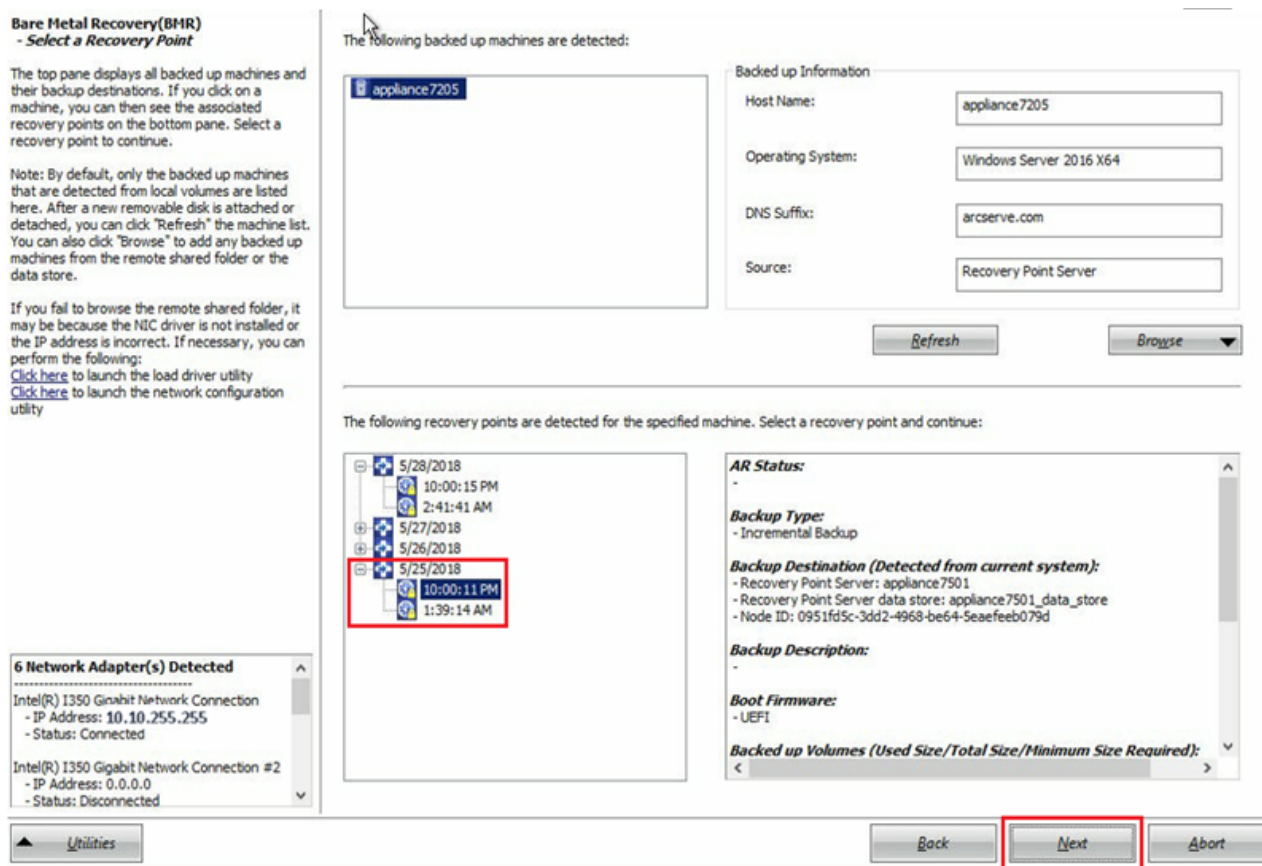 Bare Metal Recovery(BMR)
- Select a Recovery Point
The top pane displays all backed up machines and
their backup destinations. If you click on a
machine, you can then see the associated
recovery points on the bottom pane. Select a
recovery point to continue.
Note: By default, only the backed up machines
that are detected from local volumes are listed
here. After a new removable disk is attached or
detached, you can click "Refresh" the machine list.
You can also click "Browse" to add any backed up
machines from the remote shared folder or the
data store.
If you fail to browse the remote shared folder, it
may be because the NIC driver is not installed or
the IP address is incorrect. If necessary, you can
perform the following:
Click here to launch the load driver utility
Click here to launch the network configuration
utility
6 Network Adapter(s) Detected
------------------------------------
Intel(R) I350 Gigabit Network Connection
- IP Address: 10.10.255.255
- Status: Connected
Intel(R) I350 Gigabit Network Connection #2
- IP Address: 0.0.0.0
- Status: Disconnected
The following backed up machines are detected:
appliance7205
Backed up Information
Host Name: appliance7205
Operating System: Windows Server 2016 X64
DNS Suffix: arcserve.com
Source: Recovery Point Server
Refresh
Browse
The following recovery points are detected for the specified machine. Select a recovery point and continue:
5/28/2018
10:00:15 PM
2:41:41 AM
5/27/2018
5/26/2018
5/25/2018
10:00:11 PM
1:39:14 AM
AR Status:
-
Backup Type:
- Incremental Backup
Backup Destination (Detected from current system):
- Recovery Point Server: appliance7501
- Recovery Point Server data store: appliance7501_data_store
- Node ID: 0951fd5c-3dd2-4968-be64-5eaefeeb079d
Backup Description:
-
Boot Firmware:
- UEFI
Backed up Volumes (Used Size/Total Size/Minimum Size Required):
Utilities
Back
Next
Abort